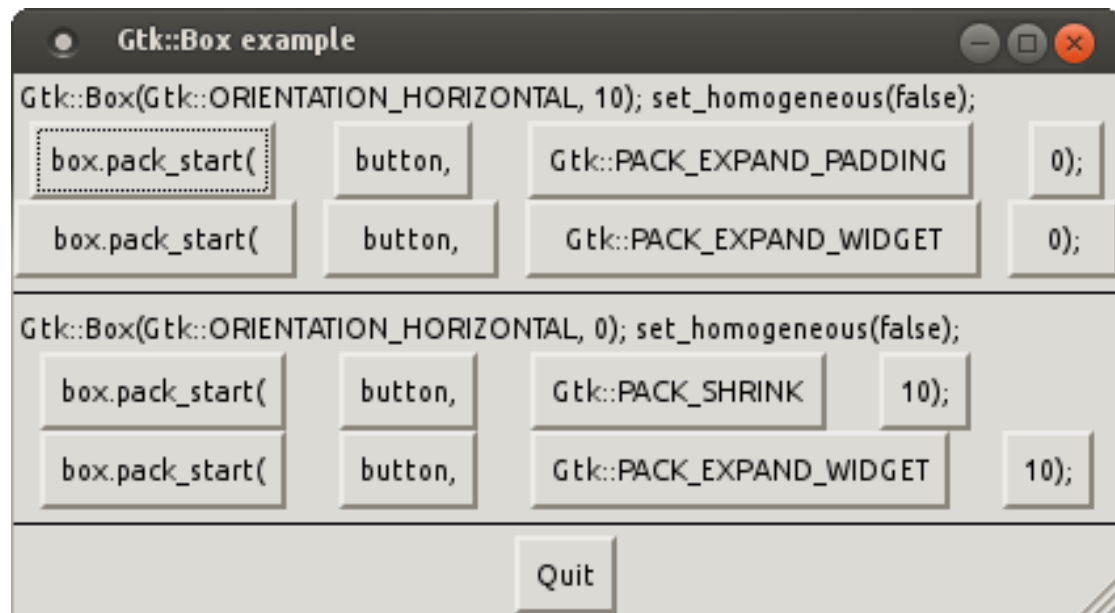 Gtk::Box example
Gtk::Box(Gtk::ORIENTATION_HORIZONTAL, 10); set_homogeneous(false);
box.pack_start( button, Gtk::PACK_EXPAND_PADDING 0);
box.pack_start( button, Gtk::PACK_EXPAND_WIDGET 0);
Gtk::Box(Gtk::ORIENTATION_HORIZONTAL, 0); set_homogeneous(false);
box.pack_start( button, Gtk::PACK_SHRINK 10);
box.pack_start( button, Gtk::PACK_EXPAND_WIDGET 10);
Quit